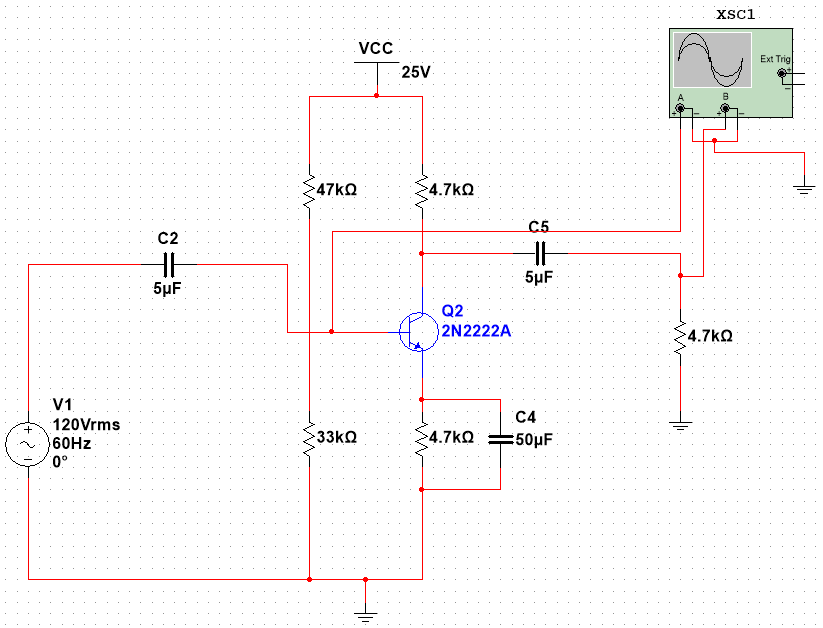 XSC1
VCC
25V
Ext Trig
+
−
A
B
+
−
+
−
47kΩ
4.7kΩ
C2
5µF
C5
5µF
Q2
2N2222A
4.7kΩ
V1
120Vrms
60Hz
0°
+
−
33kΩ
4.7kΩ
C4
50µF